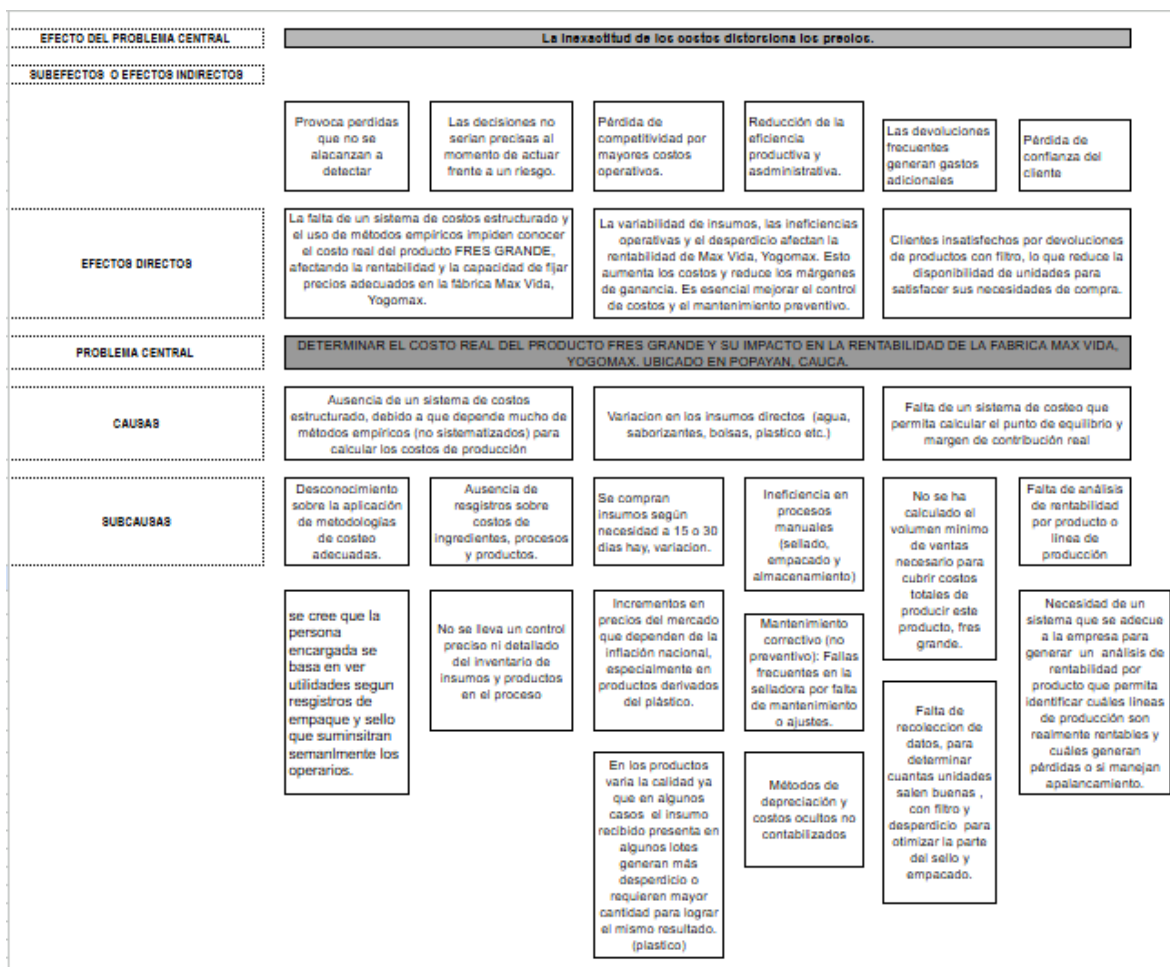 EFECTO DEL PROBLEMA CENTRAL
La inexactitud de los costos distorsiona los precios.
SUBEFECTOS O EFECTOS INDIRECTOS
Provoca perdidas
que no se
alacanzan a
detectar
Las decisiones no
serian precisas al
momento de actuar
frente a un riesgo.
Pérdida de
competitividad por
mayores costos
operativos.
Reducción de la
eficiencia
productiva y
asdministrativa.
Las devoluciones
frecuentes
generan gastos
adicionales
Pérdida de
confianza del
cliente
EFECTOS DIRECTOS
La falta de un sistema de costos estructurado y
el uso de métodos empíricos impiden conocer
el costo real del producto FRES GRANDE,
afectando la rentabilidad y la capacidad de fijar
precios adecuados en la fábrica Max Vida,
Yogomax.
La variabilidad de insumos, las ineficiencias
operativas y el desperdicio afectan la
rentabilidad de Max Vida, Yogomax. Esto
aumenta los costos y reduce los márgenes
de ganancia. Es esencial mejorar el control
de costos y el mantenimiento preventivo.
Clientes insatisfechos por devoluciones
de productos con filtro, lo que reduce la
disponibilidad de unidades para
satisfacer sus necesidades de compra.
PROBLEMA CENTRAL
DETERMINAR EL COSTO REAL DEL PRODUCTO FRES GRANDE Y SU IMPACTO EN LA RENTABILIDAD DE LA FABRICA MAX VIDA,
YOGOMAX. UBICADO EN POPAYAN, CAUCA.
CAUSAS
Ausencia de un sistema de costos
estructurado, debido a que depende mucho de
métodos empíricos (no sistematizados) para
calcular los costos de producción
Variacion en los insumos directos (agua,
saborizantes, bolsas, plastico etc.)
Falta de un sistema de costeo que
permita calcular el punto de equilibrio y
margen de contribución real
SUBCAUSAS
Desconocimiento
sobre la aplicación
de metodologías
de costeo
adecuadas.
Ausencia de
resgistros sobre
costos de
ingredientes, procesos
y productos.
Se compran
insumos según
necesidad a 15 o 30
dias hay, variacion.
Ineficiencia en
procesos manuales
(sellado,
empacado y
almacenamiento)
No se ha
calculado el
volumen mínimo
de ventas
necesario para
cubrir costos
totales de
producir este
producto, fres
grande.
Falta de análisis
de rentabilidad
por producto o
línea de
producción
se cree que la
persona
encargada se
basa en ver
utilidades segun
resgistros de
empaque y sello
que suminsitran
semanlmente los
operarios.
No se lleva un control
preciso ni detallado
del inventario de
insumos y productos
en el proceso
Incrementos en
precios del mercado
que dependen de la
inflación nacional,
especialmente en
productos derivados
del plástico.
Mantenimiento
correctivo (no
preventivo): Fallas
frecuentes en la
selladora por falta
de mantenimiento
o ajustes.
Necesidad de un
sistema que se adecue
a la empresa para
generar un análisis de
rentabilidad por
producto que permita
identificar cuáles líneas
de producción son
realmente rentables y
cuáles generan
pérdidas o si manejan
apalancamiento.
Falta de
recoleccion de
datos, para
determinar
cuantas unidades
salen buenas ,
con filtro y
desperdicio para
otimizar la parte
del sello y
empacado.
En los productos
varia la calidad ya
que en algunos
casos el insumo
recibido presenta en
algunos lotes
generan más
desperdicio o
requieren mayor
cantidad para lograr
el mismo resultado.
(plastico)
Métodos de
depreciación y
costos ocultos no
contabilizados